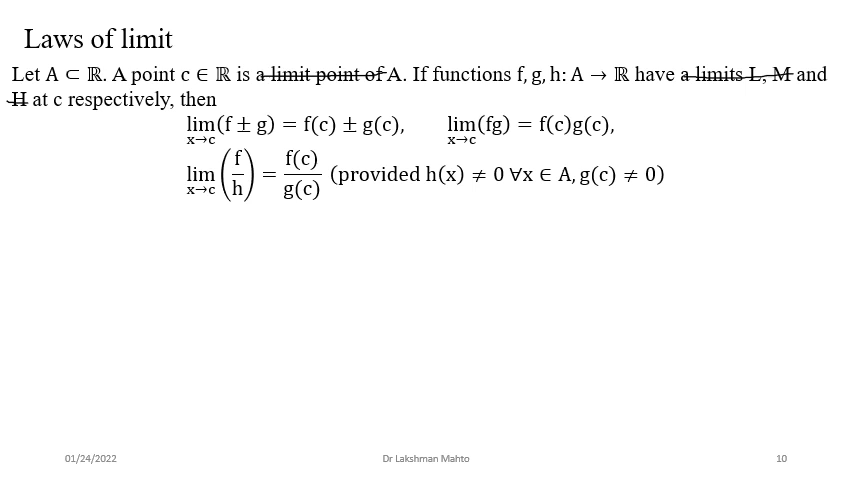 Laws of limit
Let A ⊂ ℝ. A point c ∈ ℝ is a limit point of A. If functions f, g, h: A → ℝ have a limits L, M and
H at c respectively, then
lim(f ± g) = f(c) ± g(c), lim(fg) = f(c)g(c),
x→c x→c
lim (f/h) = f(c)/g(c) (provided h(x) ≠ 0 ∀x ∈ A, g(c) ≠ 0)
x→c
01/24/2022 Dr Lakshman Mahto 10